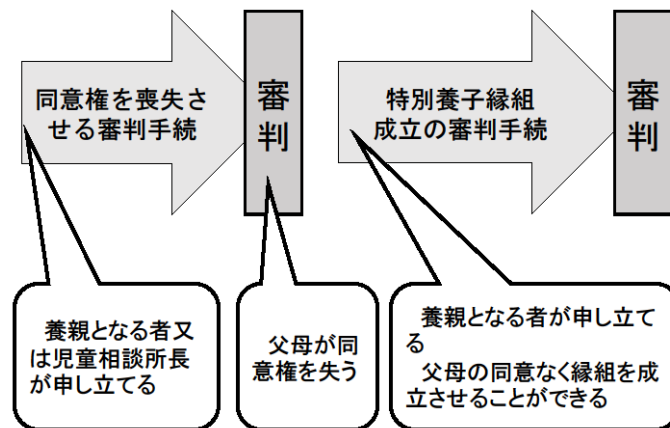 同意権を喪失さ
せる審判手続
審判
特別養子縁組
成立の審判手続
審判
養親となる者又
は児童相談所長
が申し立てる
父母が同
意権を失う
養親となる者が申し立て
る
父母の同意なく縁組を成
立させることができる